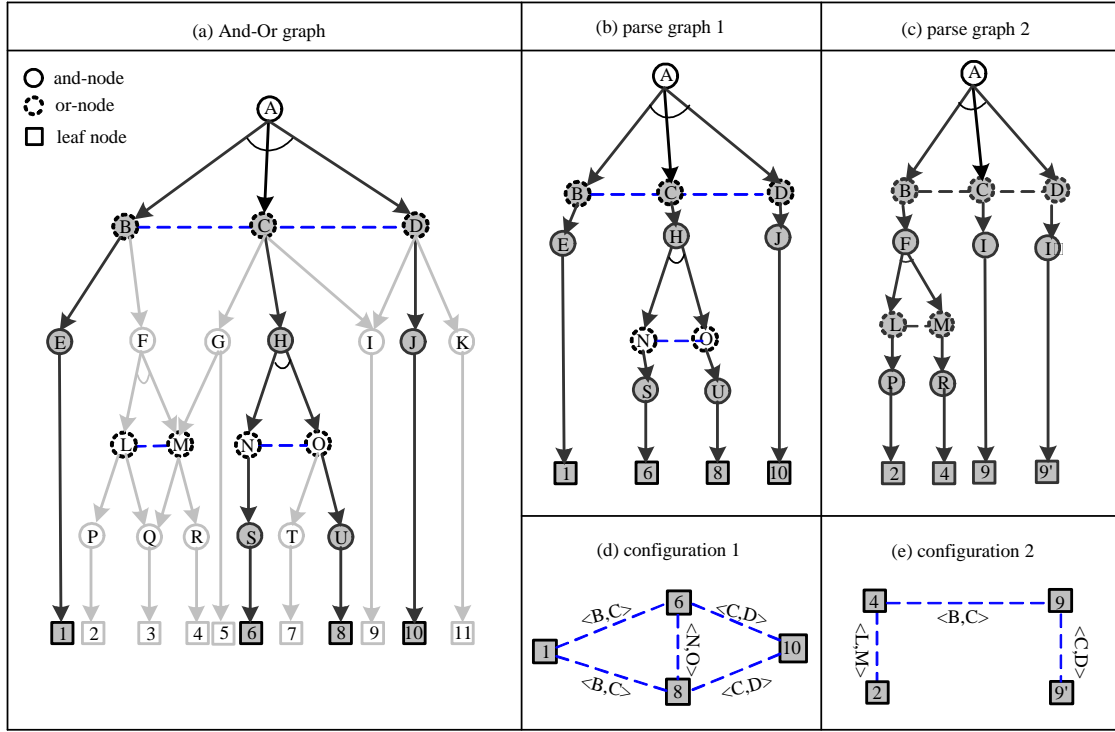 (a) And-Or graph
(b) parse graph 1
(c) parse graph 2
and-node
or-node
leaf node
A
B
C
D
E
F
G
H
I
J
K
L
M
N
O
P
Q
R
S
T
U
1
2
3
4
5
6
7
8
9
10
11
A
B
C
D
E
H
J
N
O
S
U
1
6
8
10
A
B
C
D
F
I
I
L
M
P
R
2
4
9
9'
(d) configuration 1
1
6
8
10
<B,C>
<C,D>
<N,O>
<B,C>
<C,D>
(e) configuration 2
4
9
<B,C>
<L,M>
<C,D>
2
9'